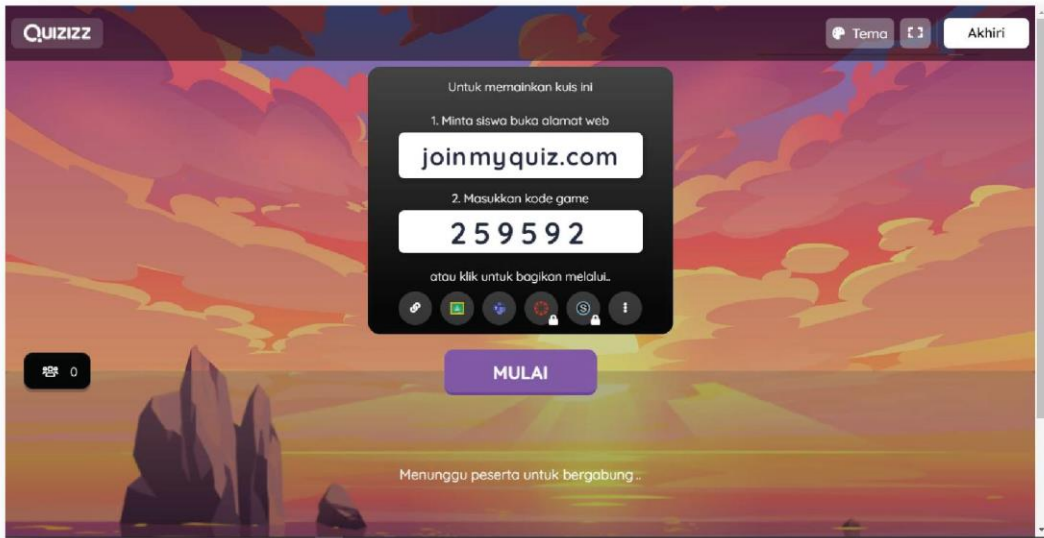 QUIZIZZ
Tema
Akhiri
Untuk memainkan kuis ini
1. Minta siswa buka alamat web
joinmyquiz.com
2. Masukkan kode game
259592
atau klik untuk bagikan melalui..
S
0
MULAI
Menunggu peserta untuk bergabung..